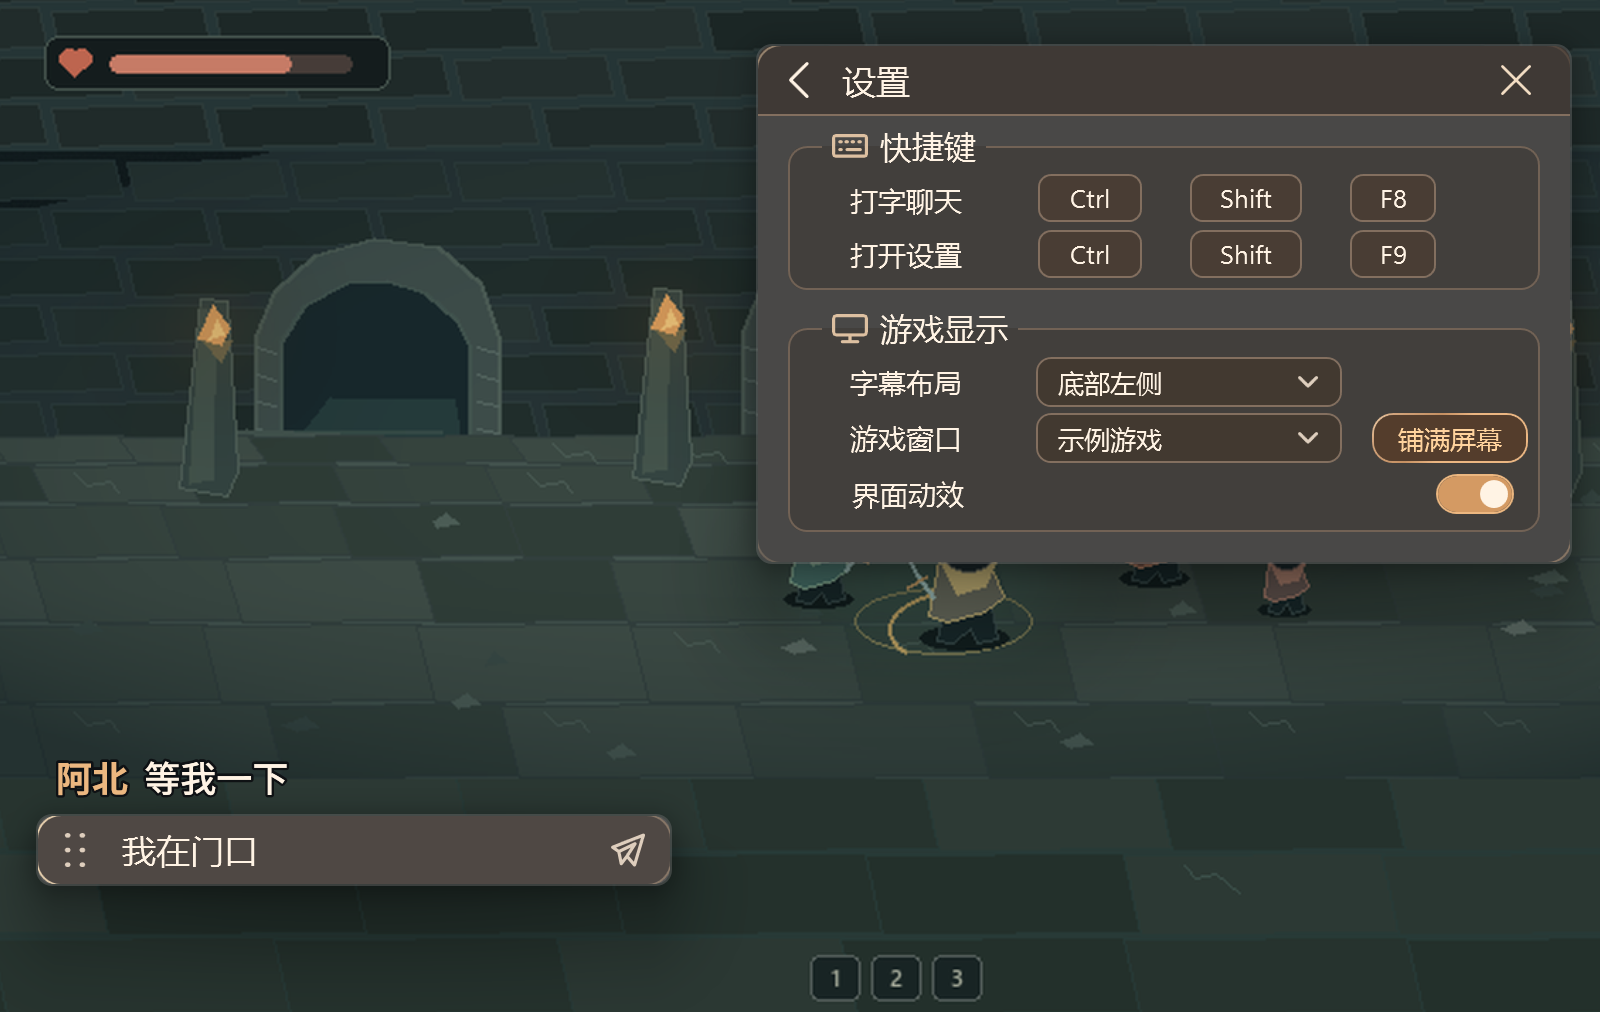 设置
快捷键
打字聊天 Ctrl Shift F8
打开设置 Ctrl Shift F9
游戏显示
字幕布局 底部左侧
游戏窗口 示例游戏 铺满屏幕
界面动效
阿北 等我一下
我在门口
1 2 3